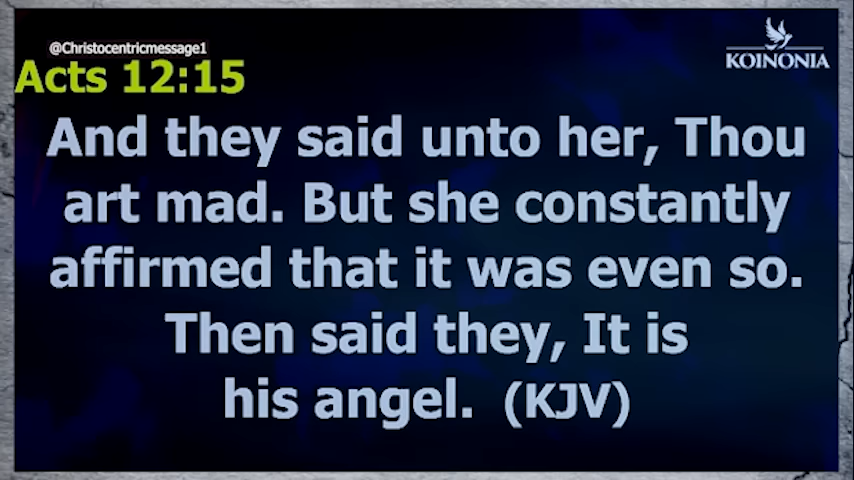 @Christocentricmessage1
KOINONIA
Acts 12:15
And they said unto her, Thou
art mad. But she constantly
affirmed that it was even so.
Then said they, It is
his angel. (KJV)